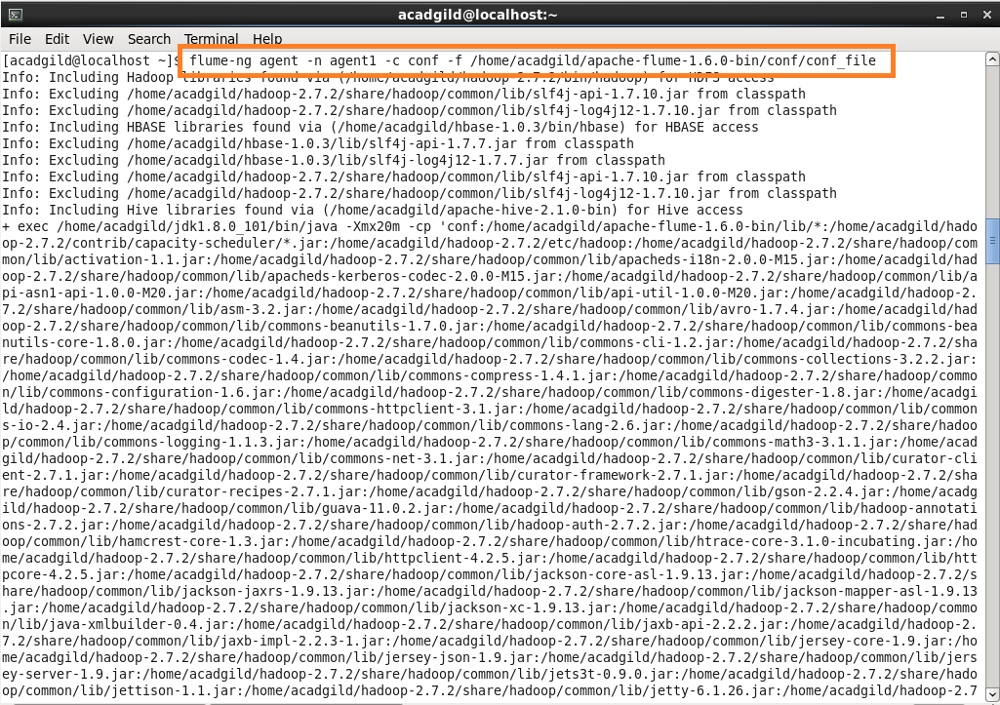 acadgild@localhost:~
File Edit View Search Terminal Help
[acadgild@localhost ~]$ flume-ng agent -n agent1 -c conf -f /home/acadgild/apache-flume-1.6.0-bin/conf/conf_file
Info: Including Hadoop libraries found via (/home/acadgild/hadoop-2.7.2/bin/hadoop) for HDFS access
Info: Excluding /home/acadgild/hadoop-2.7.2/share/hadoop/common/lib/slf4j-api-1.7.10.jar from classpath
Info: Excluding /home/acadgild/hadoop-2.7.2/share/hadoop/common/lib/slf4j-log4j12-1.7.10.jar from classpath
Info: Including HBASE libraries found via (/home/acadgild/hbase-1.0.3/bin/hbase) for HBASE access
Info: Excluding /home/acadgild/hbase-1.0.3/lib/slf4j-api-1.7.7.jar from classpath
Info: Excluding /home/acadgild/hbase-1.0.3/lib/slf4j-log4j12-1.7.7.jar from classpath
Info: Excluding /home/acadgild/hadoop-2.7.2/share/hadoop/common/lib/slf4j-api-1.7.10.jar from classpath
Info: Excluding /home/acadgild/hadoop-2.7.2/share/hadoop/common/lib/slf4j-log4j12-1.7.10.jar from classpath
Info: Including Hive libraries found via (/home/acadgild/apache-hive-2.1.0-bin) for Hive access
+ exec /home/acadgild/jdk1.8.0_101/bin/java -Xmx20m -cp 'conf:/home/acadgild/apache-flume-1.6.0-bin/lib/*:/home/acadgild/hado
op-2.7.2/contrib/capacity-scheduler/*.jar:/home/acadgild/hadoop-2.7.2/etc/hadoop:/home/acadgild/hadoop-2.7.2/share/hadoop/com
mon/lib/activation-1.1.jar:/home/acadgild/hadoop-2.7.2/share/hadoop/common/lib/apacheds-i18n-2.0.0-M15.jar:/home/acadgild/had
oop-2.7.2/share/hadoop/common/lib/apacheds-kerberos-codec-2.0.0-M15.jar:/home/acadgild/hadoop-2.7.2/share/hadoop/common/lib/a
pi-asn1-api-1.0.0-M20.jar:/home/acadgild/hadoop-2.7.2/share/hadoop/common/lib/api-util-1.0.0-M20.jar:/home/acadgild/hadoop-2.
7.2/share/hadoop/common/lib/asm-3.2.jar:/home/acadgild/hadoop-2.7.2/share/hadoop/common/lib/avro-1.7.4.jar:/home/acadgild/had
oop-2.7.2/share/hadoop/common/lib/commons-beanutils-1.7.0.jar:/home/acadgild/hadoop-2.7.2/share/hadoop/common/lib/commons-bea
nutils-core-1.8.0.jar:/home/acadgild/hadoop-2.7.2/share/hadoop/common/lib/commons-cli-1.2.jar:/home/acadgild/hadoop-2.7.2/sha
re/hadoop/common/lib/commons-codec-1.4.jar:/home/acadgild/hadoop-2.7.2/share/hadoop/common/lib/commons-collections-3.2.2.jar:
/home/acadgild/hadoop-2.7.2/share/hadoop/common/lib/commons-compress-1.4.1.jar:/home/acadgild/hadoop-2.7.2/share/hadoop/commo
n/lib/commons-configuration-1.6.jar:/home/acadgild/hadoop-2.7.2/share/hadoop/common/lib/commons-digester-1.8.jar:/home/acadgi
ld/hadoop-2.7.2/share/hadoop/common/lib/commons-httpclient-3.1.jar:/home/acadgild/hadoop-2.7.2/share/hadoop/common/lib/common
s-io-2.4.jar:/home/acadgild/hadoop-2.7.2/share/hadoop/common/lib/commons-lang-2.6.jar:/home/acadgild/hadoop-2.7.2/share/hadoo
p/common/lib/commons-logging-1.1.3.jar:/home/acadgild/hadoop-2.7.2/share/hadoop/common/lib/commons-math3-3.1.1.jar:/home/acad
gild/hadoop-2.7.2/share/hadoop/common/lib/commons-net-3.1.jar:/home/acadgild/hadoop-2.7.2/share/hadoop/common/lib/curator-cli
ent-2.7.1.jar:/home/acadgild/hadoop-2.7.2/share/hadoop/common/lib/curator-framework-2.7.1.jar:/home/acadgild/hadoop-2.7.2/sha
re/hadoop/common/lib/curator-recipes-2.7.1.jar:/home/acadgild/hadoop-2.7.2/share/hadoop/common/lib/gson-2.2.4.jar:/home/acadg
ild/hadoop-2.7.2/share/hadoop/common/lib/guava-11.0.2.jar:/home/acadgild/hadoop-2.7.2/share/hadoop/common/lib/hadoop-annotati
ons-2.7.2.jar:/home/acadgild/hadoop-2.7.2/share/hadoop/common/lib/hadoop-auth-2.7.2.jar:/home/acadgild/hadoop-2.7.2/share/had
oop/common/lib/hamcrest-core-1.3.jar:/home/acadgild/hadoop-2.7.2/share/hadoop/common/lib/htrace-core-3.1.0-incubating.jar:/ho
me/acadgild/hadoop-2.7.2/share/hadoop/common/lib/httpclient-4.2.5.jar:/home/acadgild/hadoop-2.7.2/share/hadoop/common/lib/htt
pcore-4.2.5.jar:/home/acadgild/hadoop-2.7.2/share/hadoop/common/lib/jackson-core-asl-1.9.13.jar:/home/acadgild/hadoop-2.7.2/s
hare/hadoop/common/lib/jackson-jaxrs-1.9.13.jar:/home/acadgild/hadoop-2.7.2/share/hadoop/common/lib/jackson-mapper-asl-1.9.13
.jar:/home/acadgild/hadoop-2.7.2/share/hadoop/common/lib/jackson-xc-1.9.13.jar:/home/acadgild/hadoop-2.7.2/share/hadoop/commo
n/lib/java-xmlbuilder-0.4.jar:/home/acadgild/hadoop-2.7.2/share/hadoop/common/lib/jaxb-api-2.2.2.jar:/home/acadgild/hadoop-2.
7.2/share/hadoop/common/lib/jaxb-impl-2.2.3-1.jar:/home/acadgild/hadoop-2.7.2/share/hadoop/common/lib/jersey-core-1.9.jar:/ho
me/acadgild/hadoop-2.7.2/share/hadoop/common/lib/jersey-json-1.9.jar:/home/acadgild/hadoop-2.7.2/share/hadoop/common/lib/jers
ey-server-1.9.jar:/home/acadgild/hadoop-2.7.2/share/hadoop/common/lib/jets3t-0.9.0.jar:/home/acadgild/hadoop-2.7.2/share/hado
op/common/lib/jettison-1.1.jar:/home/acadgild/hadoop-2.7.2/share/hadoop/common/lib/jetty-6.1.26.jar:/home/acadgild/hadoop-2.7